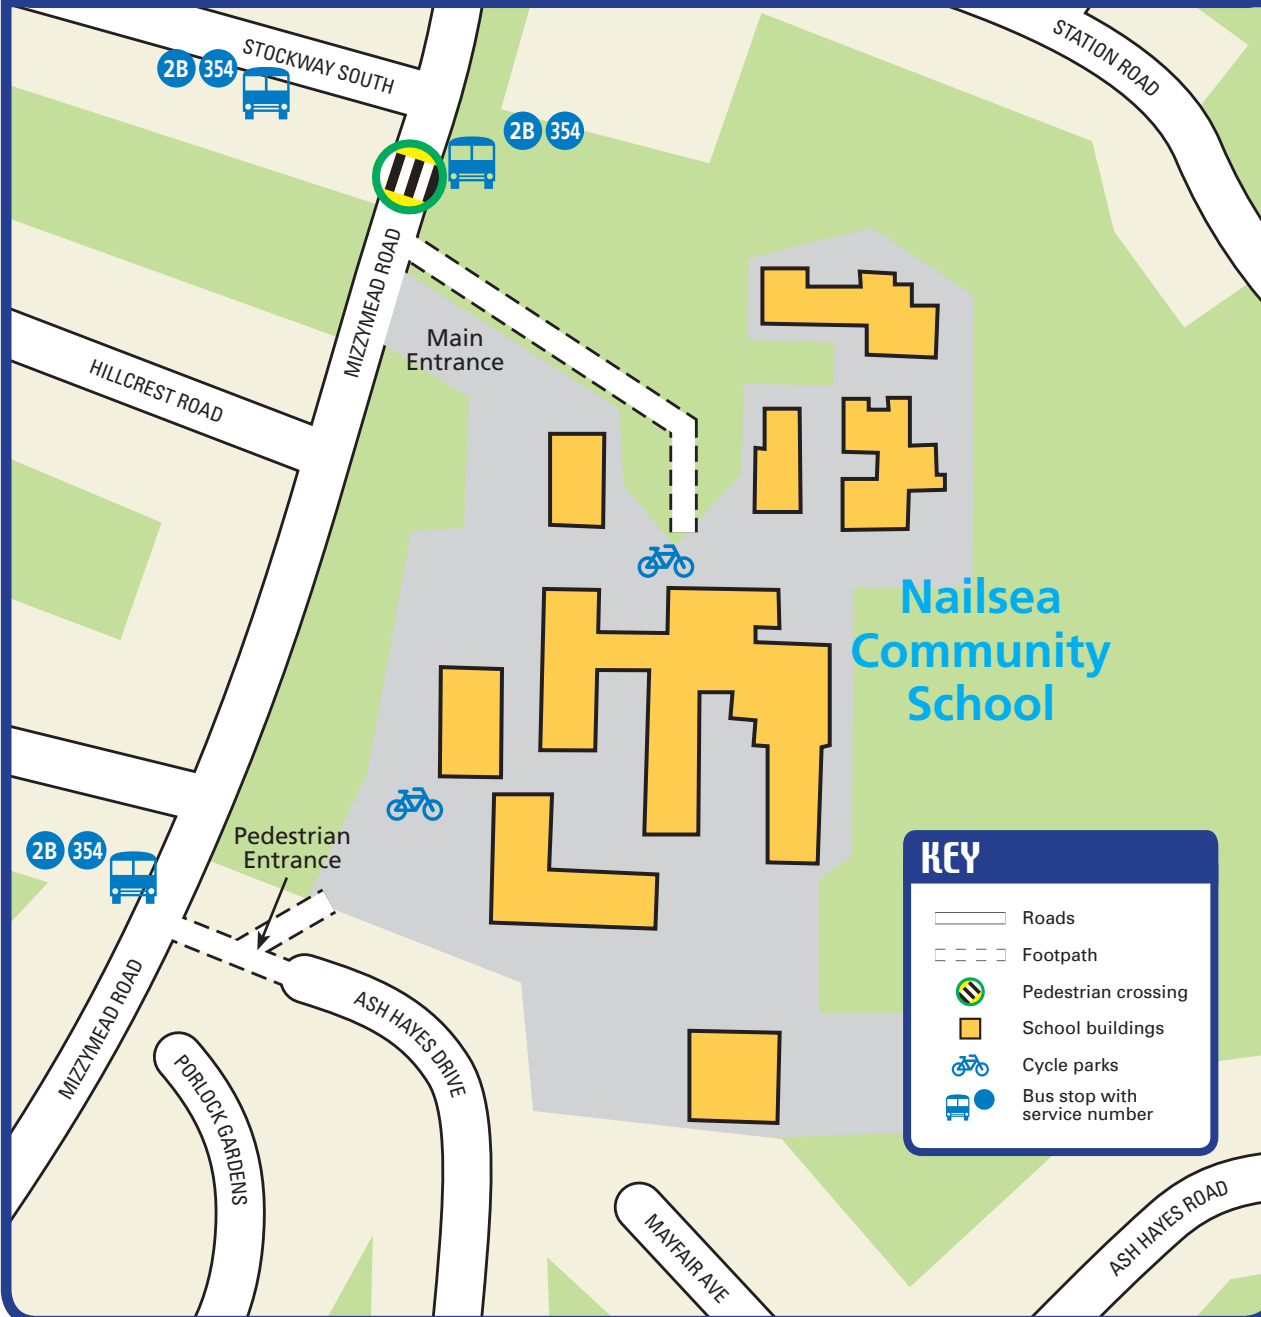 STOCKWAY SOUTH
STATION ROAD
2B 354
2B 354
MIZZYMEAD ROAD
Main
Entrance
HILLCREST ROAD
Nailsea
Community
School
Pedestrian
Entrance
2B 354
MIZZYMEAD ROAD
ASH HAYES DRIVE
PORLOCK GARDENS
MAYFAIR AVE
ASH HAYES ROAD
KEY
Roads
Footpath
Pedestrian crossing
School buildings
Cycle parks
Bus stop with
service number